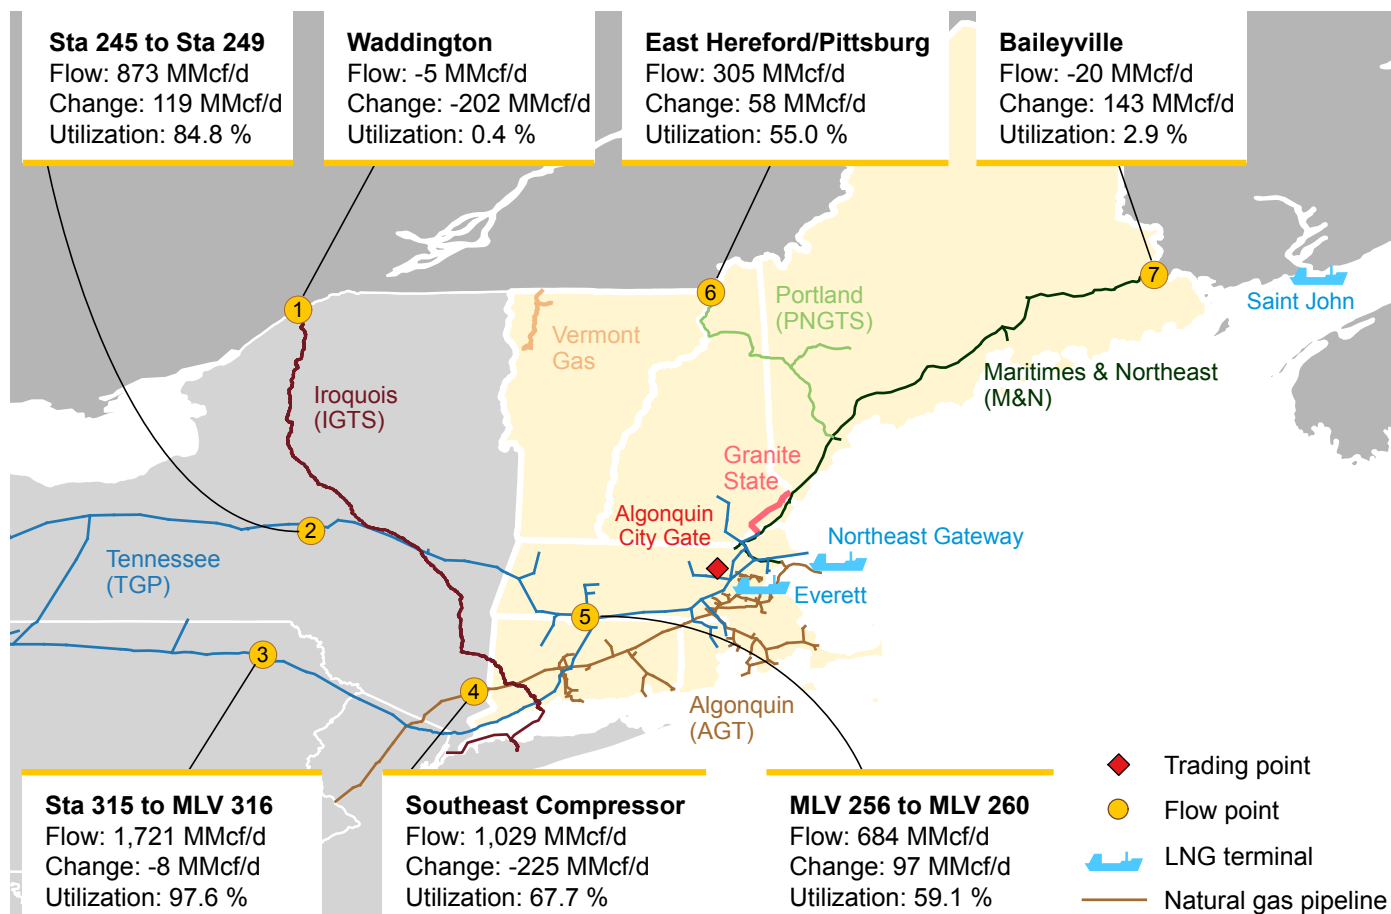 Sta 245 to Sta 249
Flow: 873 MMcf/d
Change: 119 MMcf/d
Utilization: 84.8 %
Waddington
Flow: -5 MMcf/d
Change: -202 MMcf/d
Utilization: 0.4 %
East Hereford/Pittsburg
Flow: 305 MMcf/d
Change: 58 MMcf/d
Utilization: 55.0 %
Baileyville
Flow: -20 MMcf/d
Change: 143 MMcf/d
Utilization: 2.9 %
1
6
7
Saint John
Portland
(PNGTS)
Vermont
Gas
Maritimes & Northeast
(M&N)
Iroquois
(IGTS)
Granite
State
Algonquin
City Gate
2
Northeast Gateway
Tennessee
(TGP)
Everett
5
3
4
Algonquin
(AGT)
Sta 315 to MLV 316
Flow: 1,721 MMcf/d
Change: -8 MMcf/d
Utilization: 97.6 %
Southeast Compressor
Flow: 1,029 MMcf/d
Change: -225 MMcf/d
Utilization: 67.7 %
MLV 256 to MLV 260
Flow: 684 MMcf/d
Change: 97 MMcf/d
Utilization: 59.1 %
Trading point
Flow point
LNG terminal
Natural gas pipeline